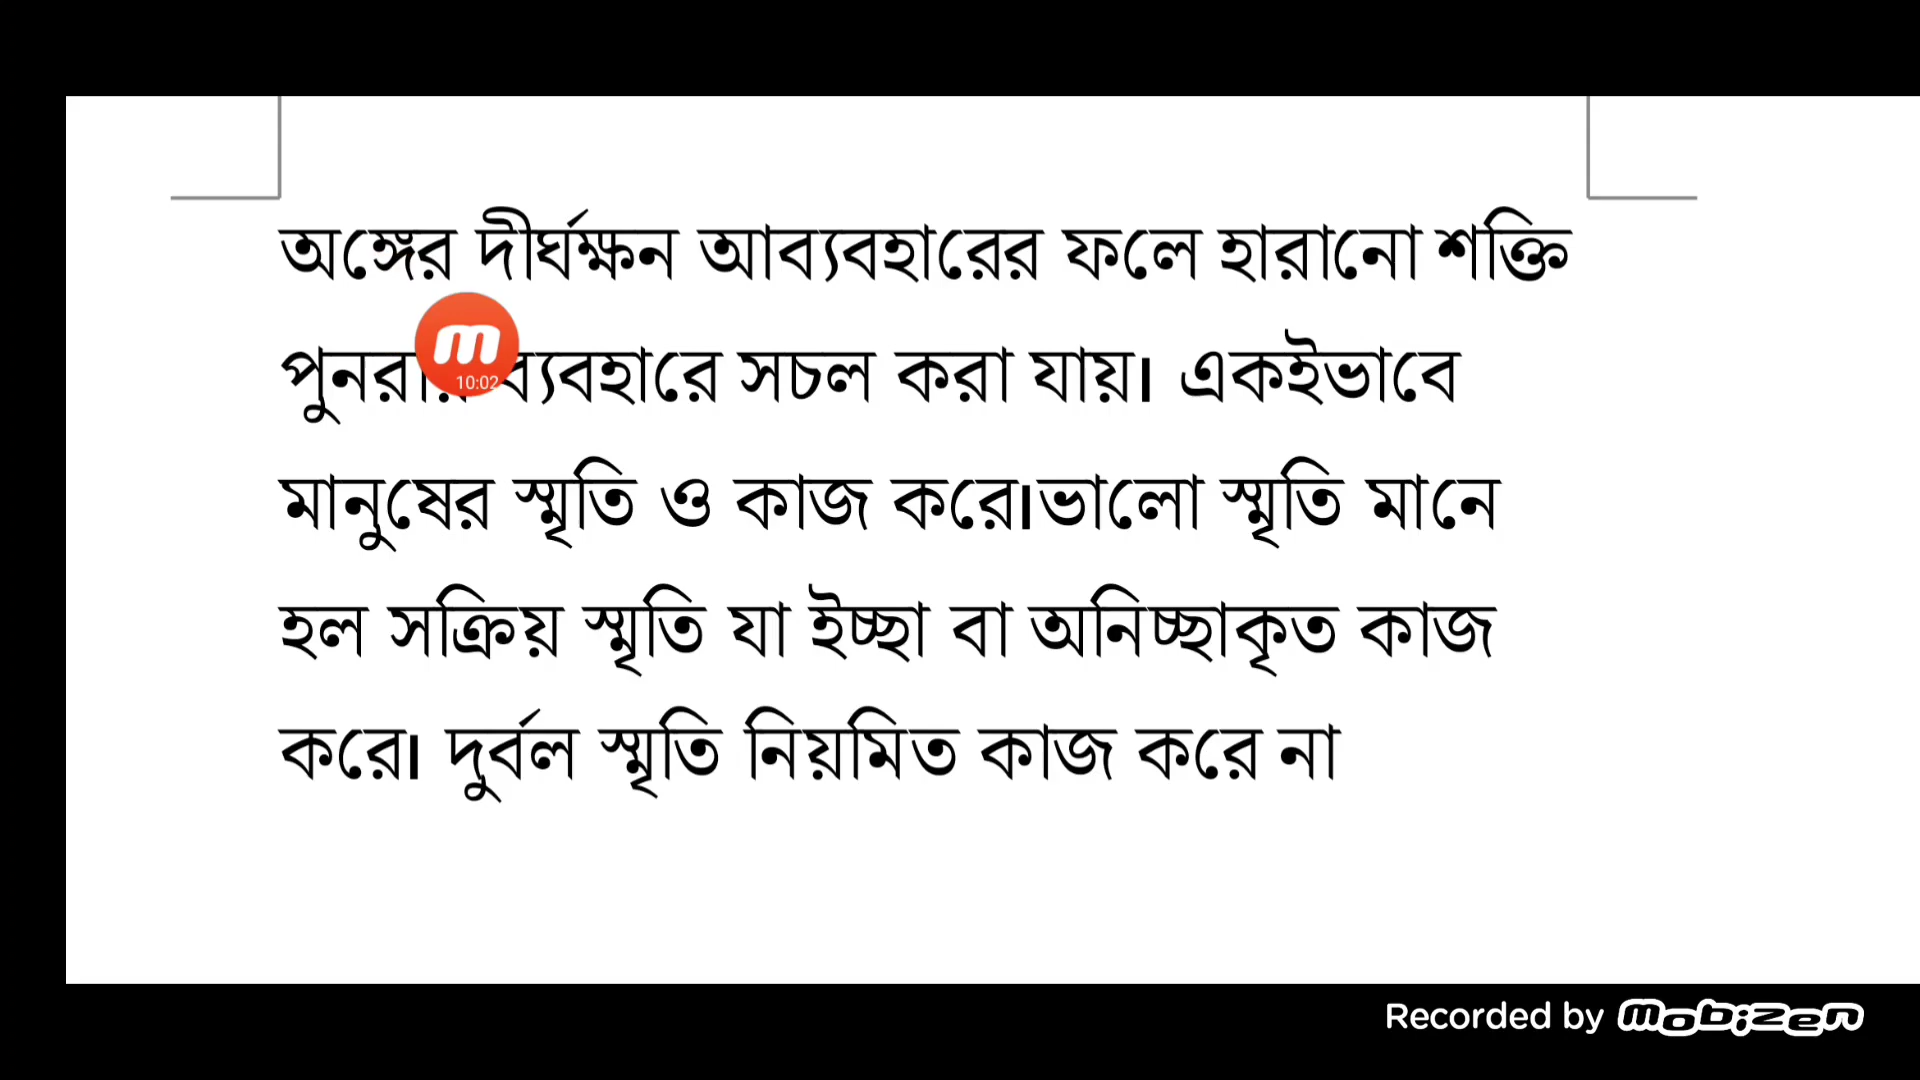 অঙ্গের দীর্ঘক্ষন আব্যবহারের ফলে হারানো শক্তি
10:02
ব্যবহারে সচল করা যায়। একইভাবে
মানুষের স্মৃতি ও কাজ করে।ভালো স্মৃতি মানে
হল সক্রিয় স্মৃতি যা ইচ্ছা বা অনিচ্ছাকৃত কাজ
করে। দুর্বল স্মৃতি নিয়মিত কাজ করে না
Recorded by mobizen